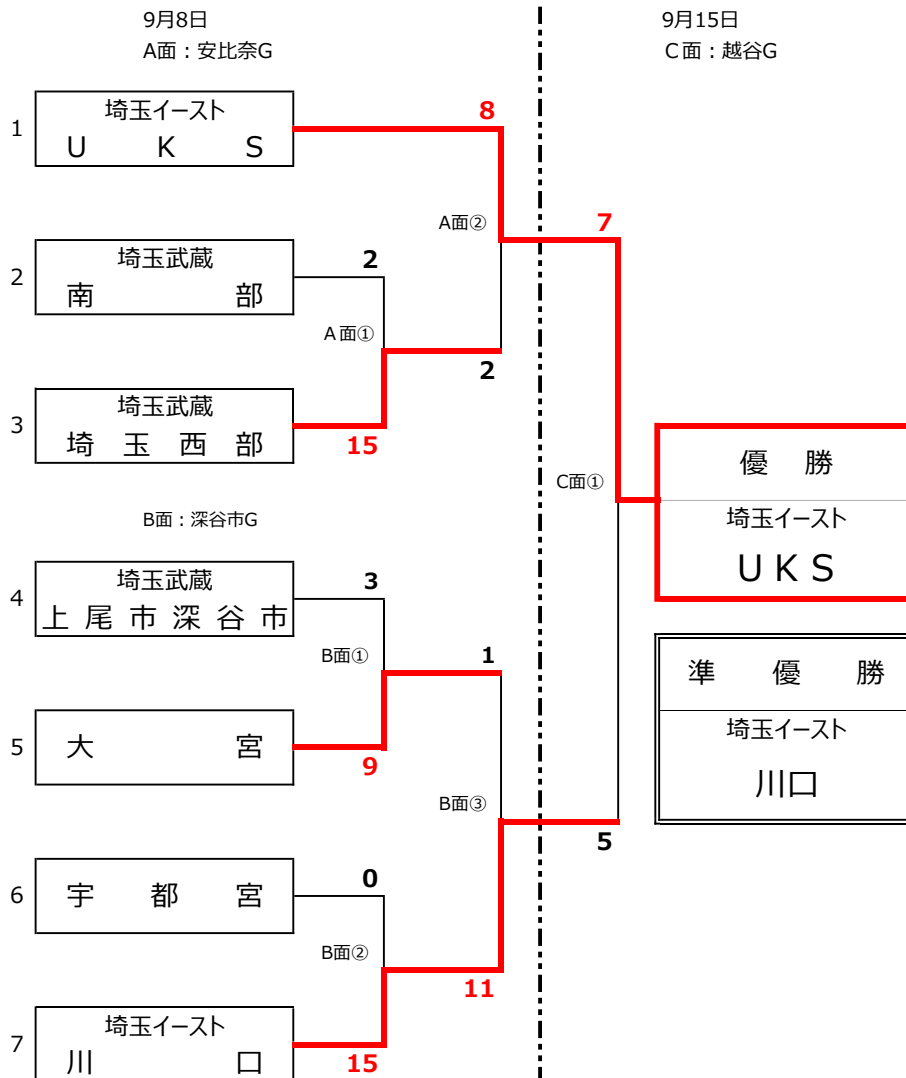 9月8日
A面：安比奈G
9月15日
C面：越谷G
1
埼玉イースト
U K S
8
A面②
7
2
埼玉武蔵
南 部
2
A面①
2
3
埼玉武蔵
埼 玉 西 部
15
C面①
優 勝
埼玉イースト
U K S
B面：深谷市G
4
埼玉武蔵
上 尾 市 深 谷 市
3
B面①
1
準 優 勝
埼玉イースト
川口
5
大 宮
9
B面③
5
6
宇 都 宮
0
B面②
11
7
埼玉イースト
川 口
15